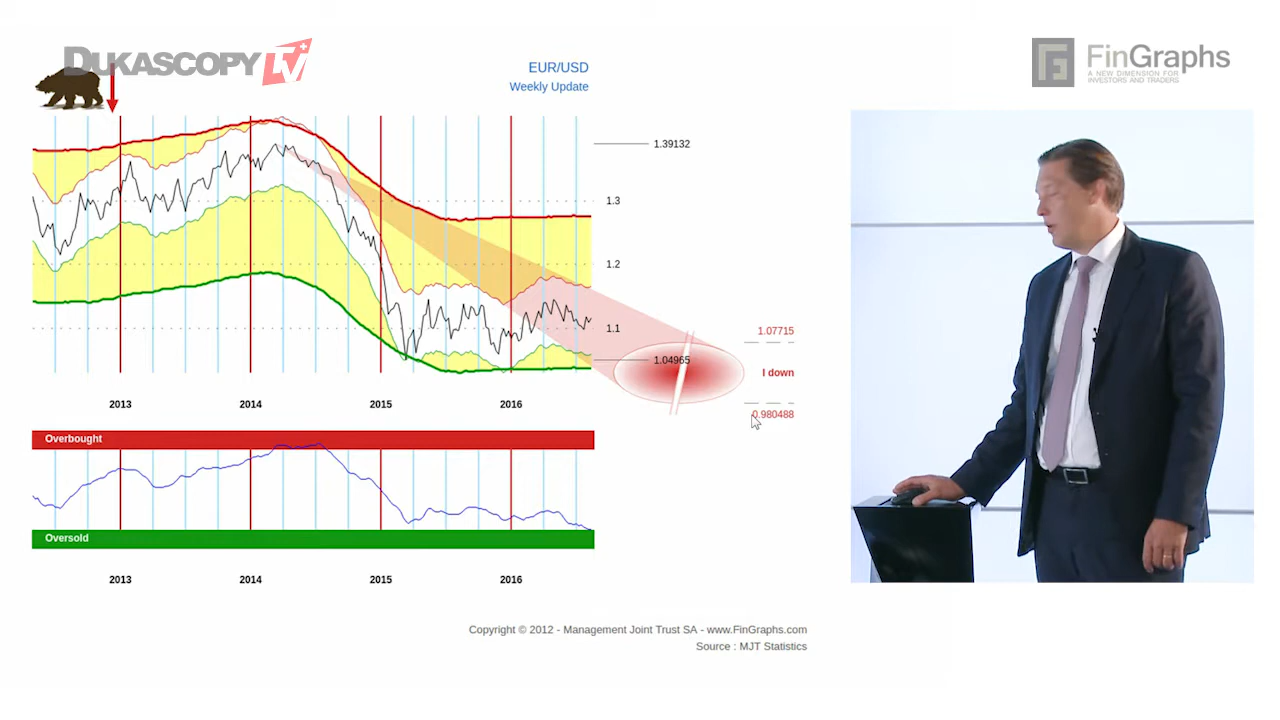 DUKASCOPY TV
FinGraphs
A NEW DIMENSION FOR
INVESTORS AND TRADERS
EUR/USD
Weekly Update
1.39132
1.3
1.2
1.1
1.04965
1.07715
I down
0.980488
2013 2014 2015 2016
Overbought
Oversold
2013 2014 2015 2016
Copyright © 2012 - Management Joint Trust SA - www.FinGraphs.com
Source : MJT Statistics